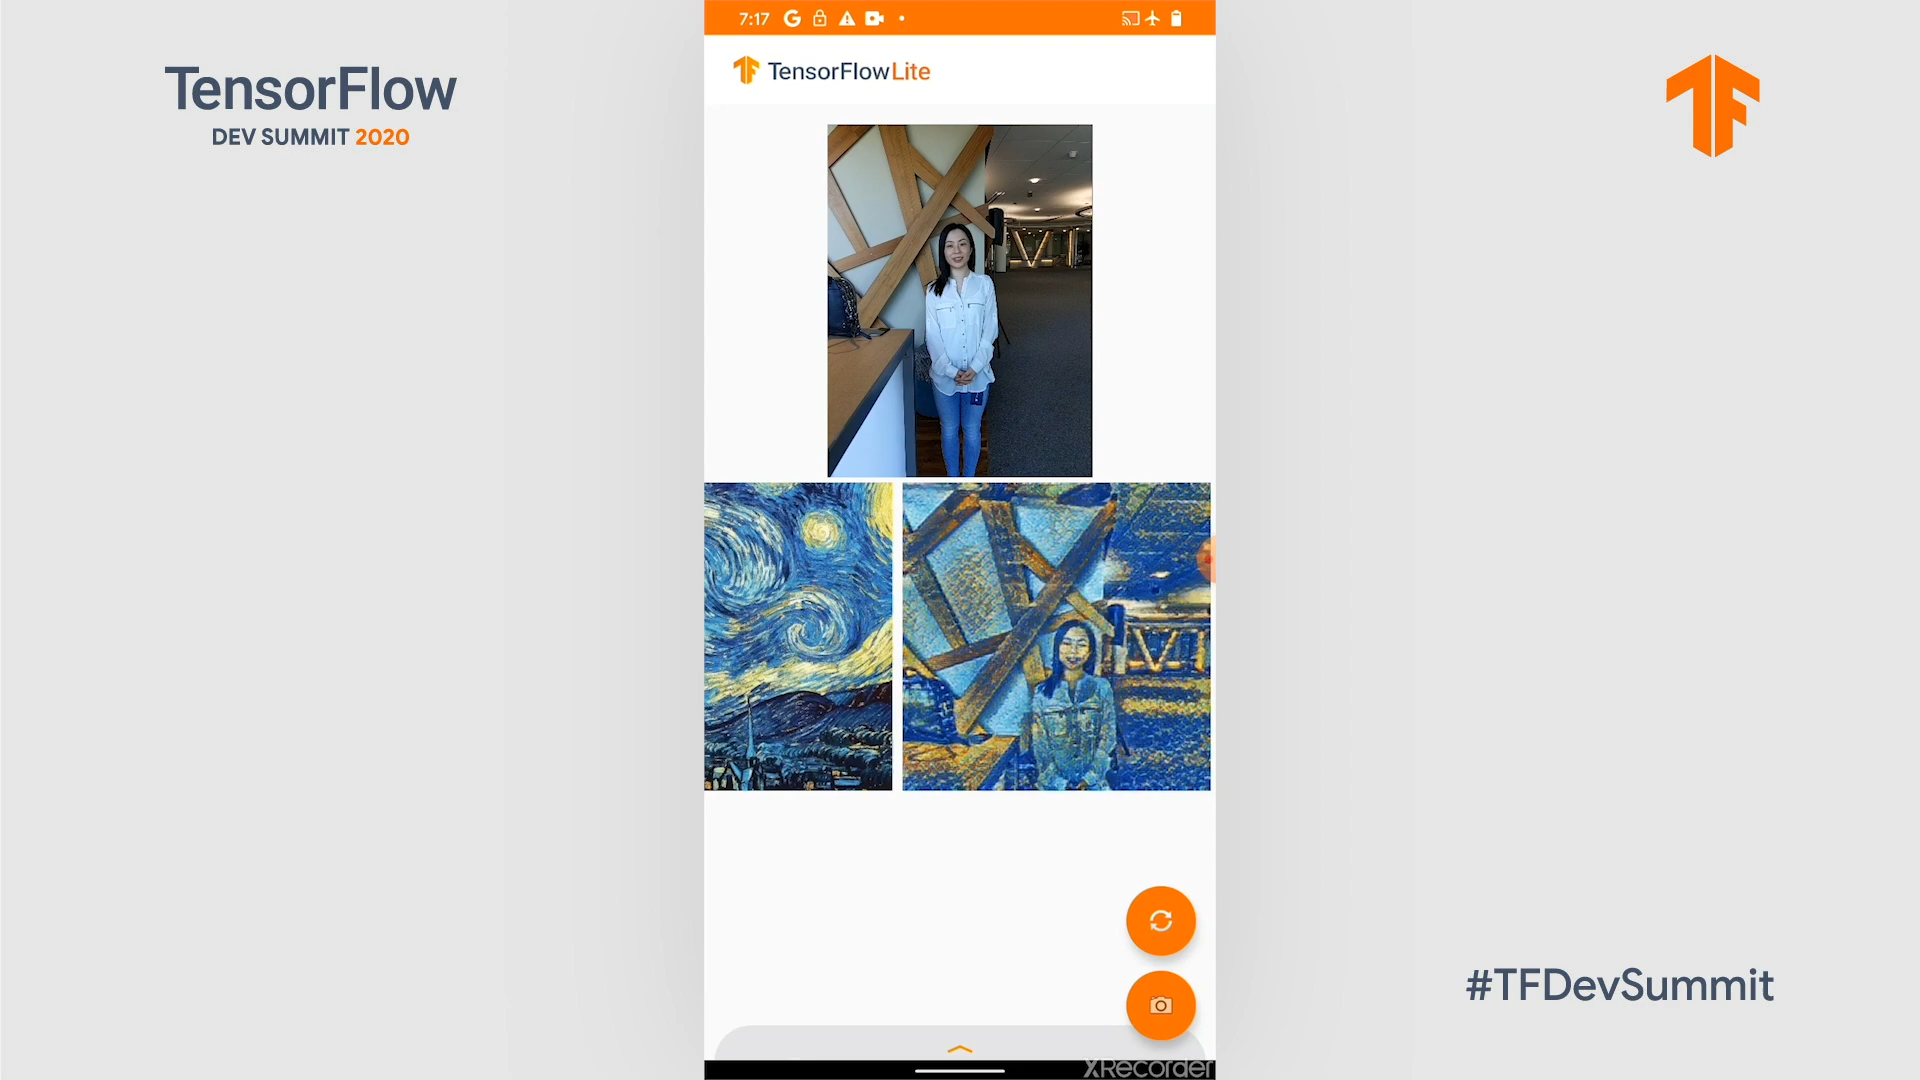 7:17
TensorFlow Lite
TensorFlow
DEV SUMMIT 2020
#TFDevSummit
XRecorder